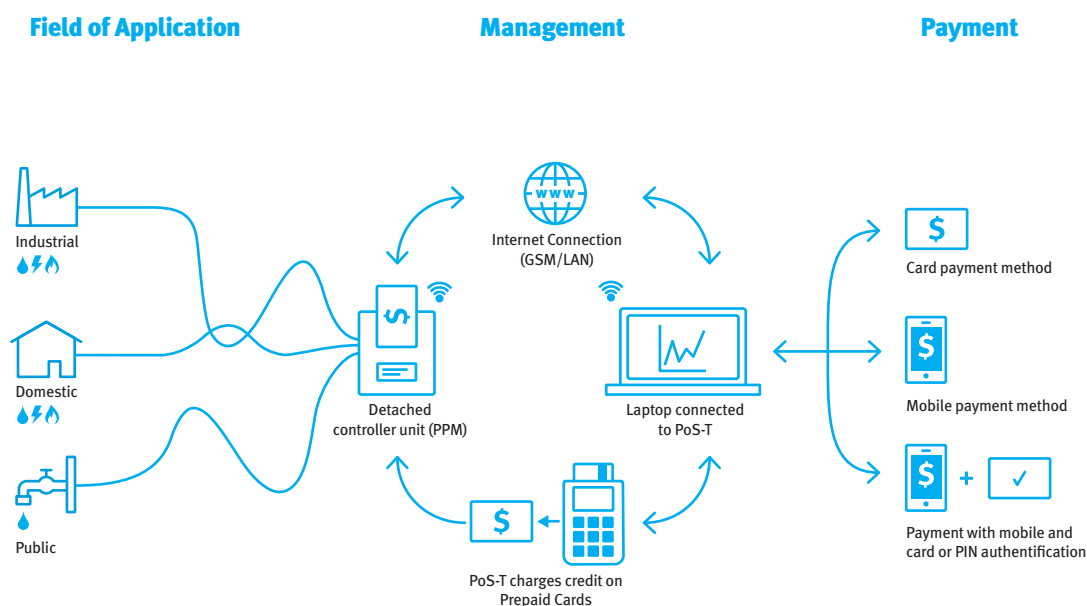 Field of Application
Management
Payment
Industrial
Domestic
Public
$
Detached
controller unit (PPM)
www
Internet Connection
(GSM/LAN)
Laptop connected
to PoS-T
$
PoS-T charges credit on
Prepaid Cards
$
Card payment method
$
Mobile payment method
$
+
Payment with mobile and
card or PIN authentification